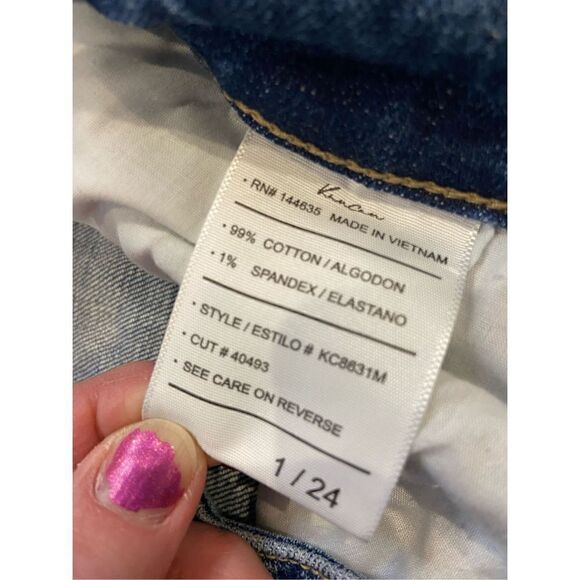 KanCan
· RN# 144635 MADE IN VIETNAM
· 99% COTTON / ALGODON
· 1% SPANDEX / ELASTANO
· STYLE / ESTILO # KC8631M
· CUT # 40493
· SEE CARE ON REVERSE
1 / 24